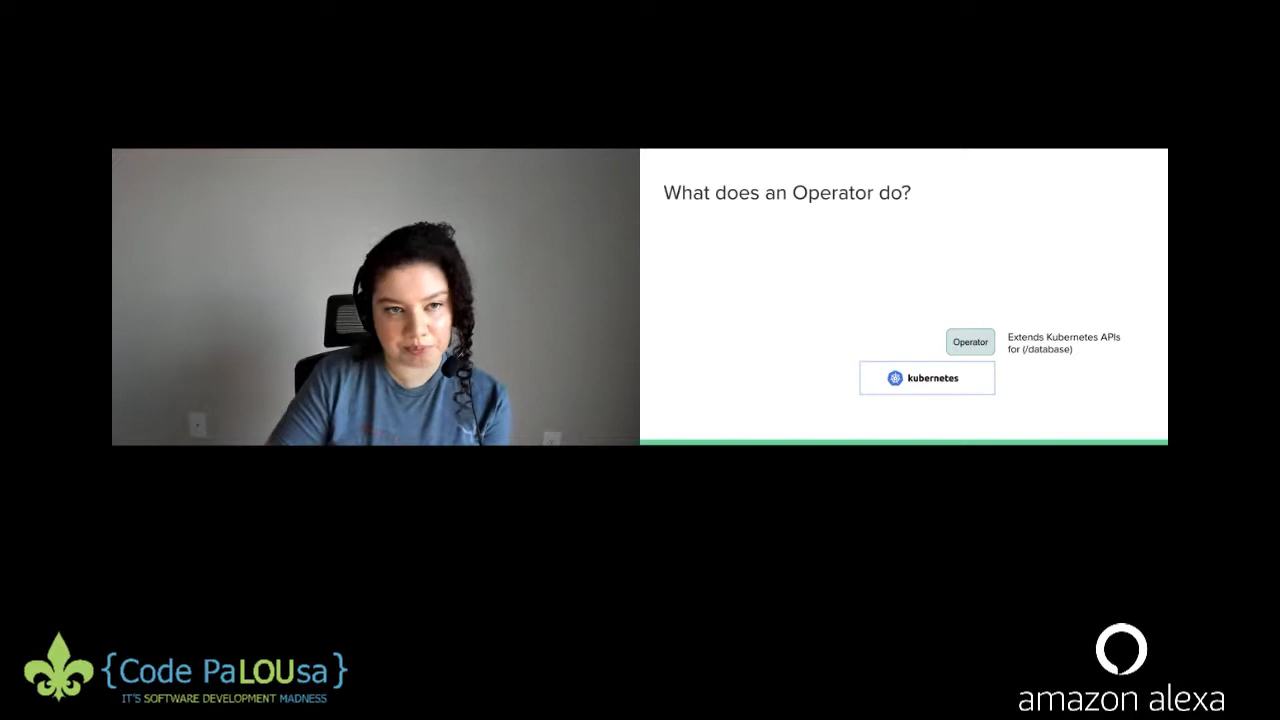 What does an Operator do?
Operator
Extends Kubernetes APIs
for (/database)
kubernetes
{Code PaLOUsa}
IT'S SOFTWARE DEVELOPMENT MADNESS
amazon alexa